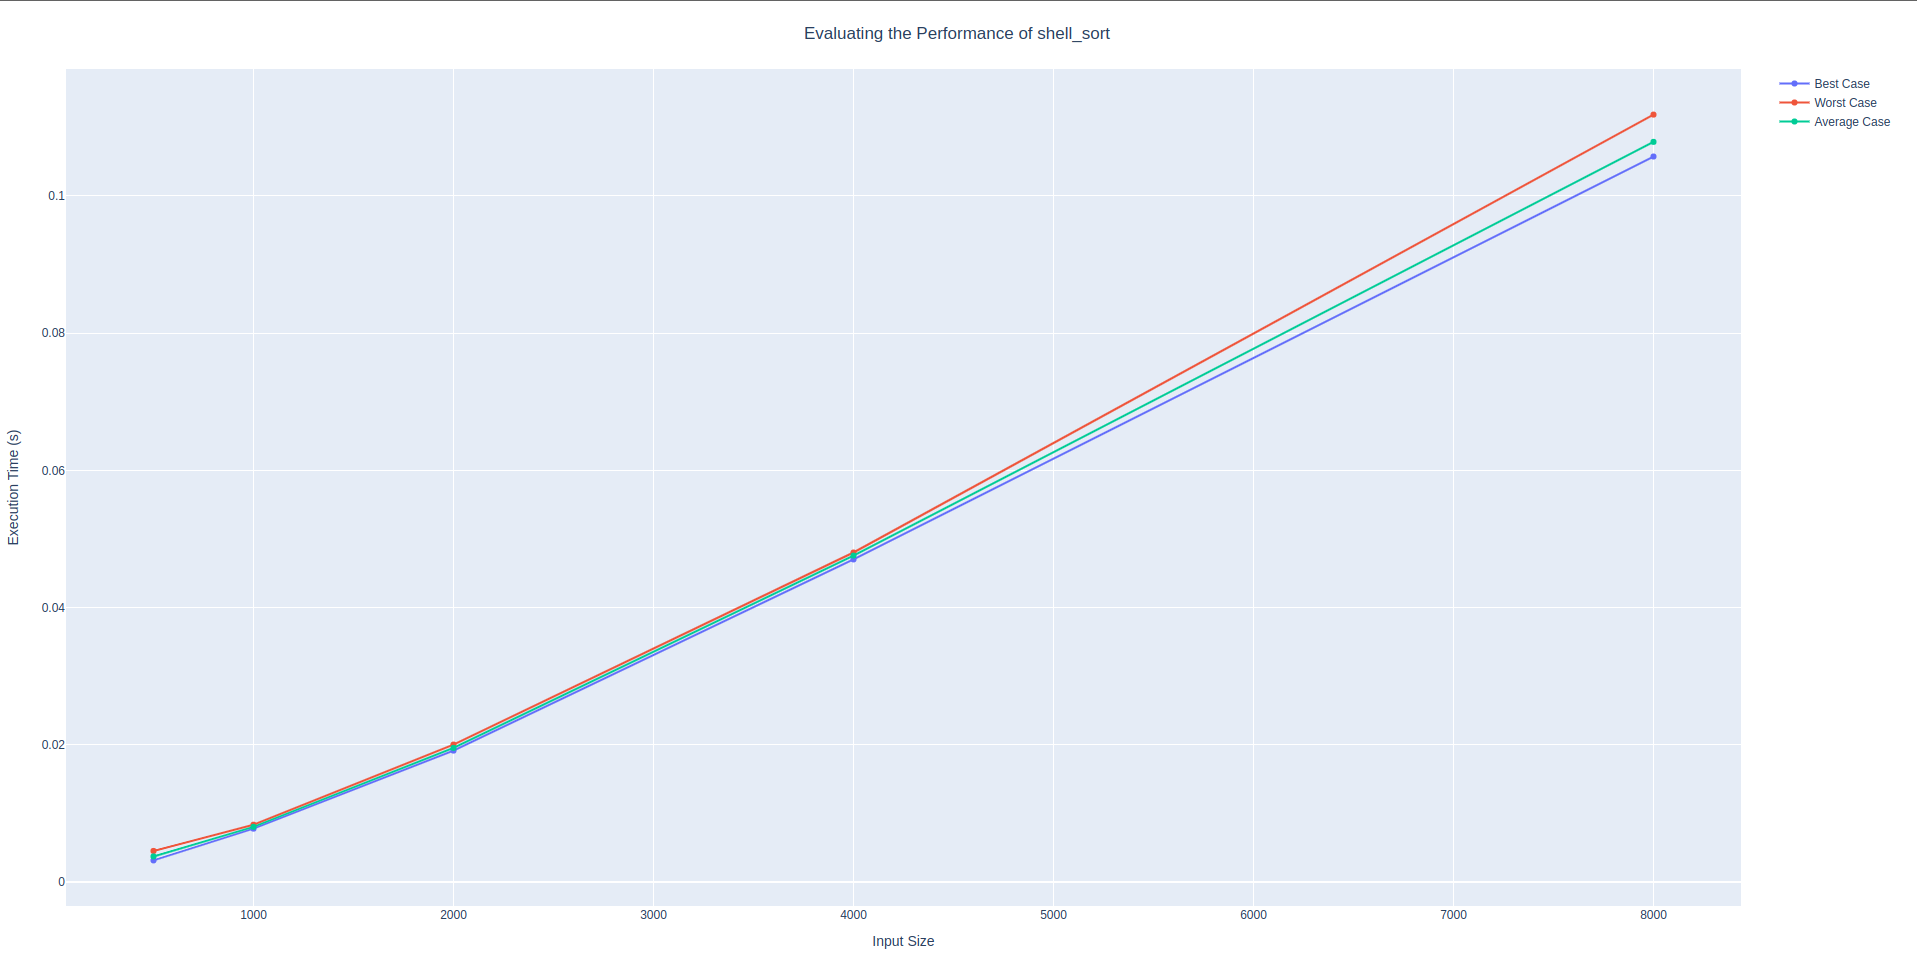 Evaluating the Performance of shell_sort
Best Case
Worst Case
Average Case
0.1
0.08
0.06
0.04
0.02
0
Execution Time (s)
1000 2000 3000 4000 5000 6000 7000 8000
Input Size